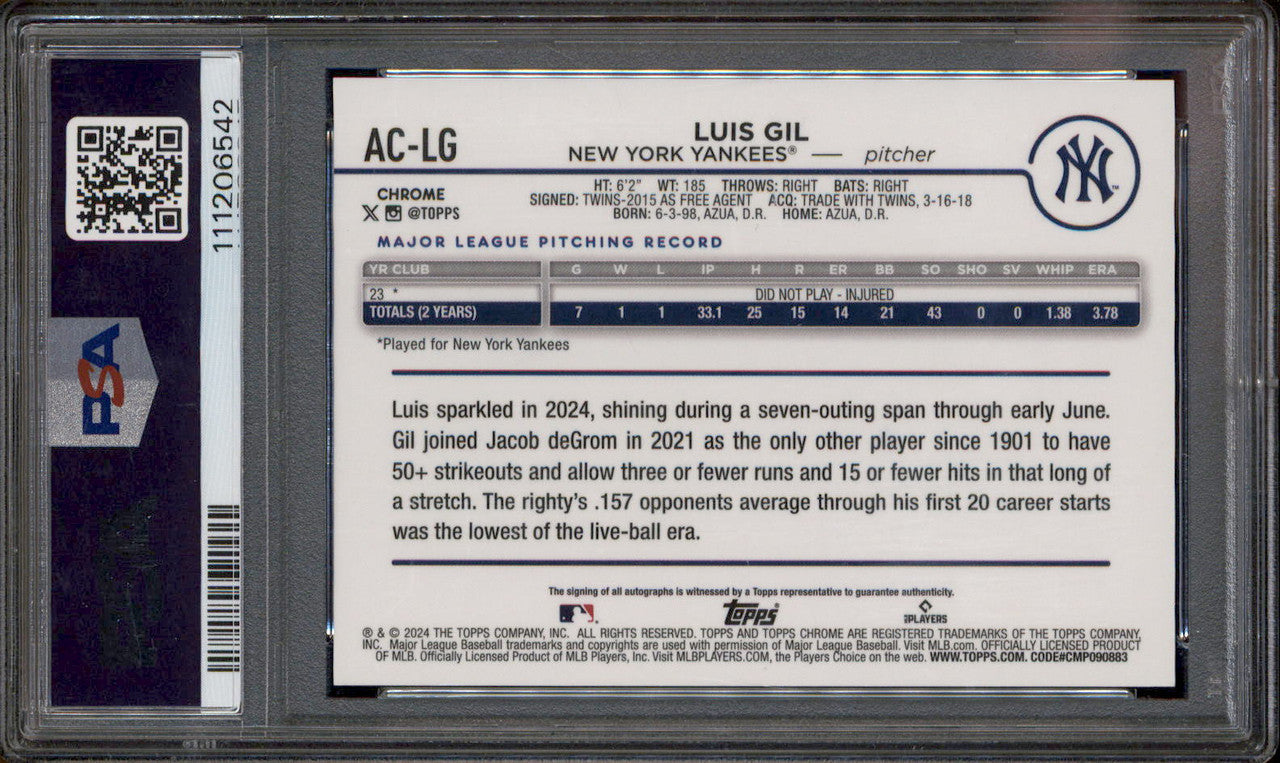 111206542
PSA
AC-LG
LUIS GIL
NEW YORK YANKEES® — pitcher
NY™
CHROME
@TOPPS
HT: 6'2" WT: 185 THROWS: RIGHT BATS: RIGHT
SIGNED: TWINS-2015 AS FREE AGENT ACQ: TRADE WITH TWINS, 3-16-18
BORN: 6-3-98, AZUA, D.R. HOME: AZUA, D.R.
MAJOR LEAGUE PITCHING RECORD
YR CLUB G W L IP H R ER BB SO SHO SV WHIP ERA
23 * DID NOT PLAY - INJURED
TOTALS (2 YEARS) 7 1 1 33.1 25 15 14 21 43 0 0 1.38 3.78
*Played for New York Yankees
Luis sparkled in 2024, shining during a seven-outing span through early June.
Gil joined Jacob deGrom in 2021 as the only other player since 1901 to have
50+ strikeouts and allow three or fewer runs and 15 or fewer hits in that long of
a stretch. The righty's .157 opponents average through his first 20 career starts
was the lowest of the live-ball era.
The signing of all autographs is witnessed by a Topps representative to guarantee authenticity.
Topps® PLAYERS
® & © 2024 THE TOPPS COMPANY, INC. ALL RIGHTS RESERVED. TOPPS AND TOPPS CHROME ARE REGISTERED TRADEMARKS OF THE TOPPS COMPANY,
INC. Major League Baseball trademarks and copyrights are used with permission of Major League Baseball. Visit MLB.com. OFFICIALLY LICENSED PRODUCT
OF MLB. Officially Licensed Product of MLB Players, Inc. Visit MLBPLAYERS.COM, the Players Choice on the web. WWW.TOPPS.COM. CODE#CMP090883